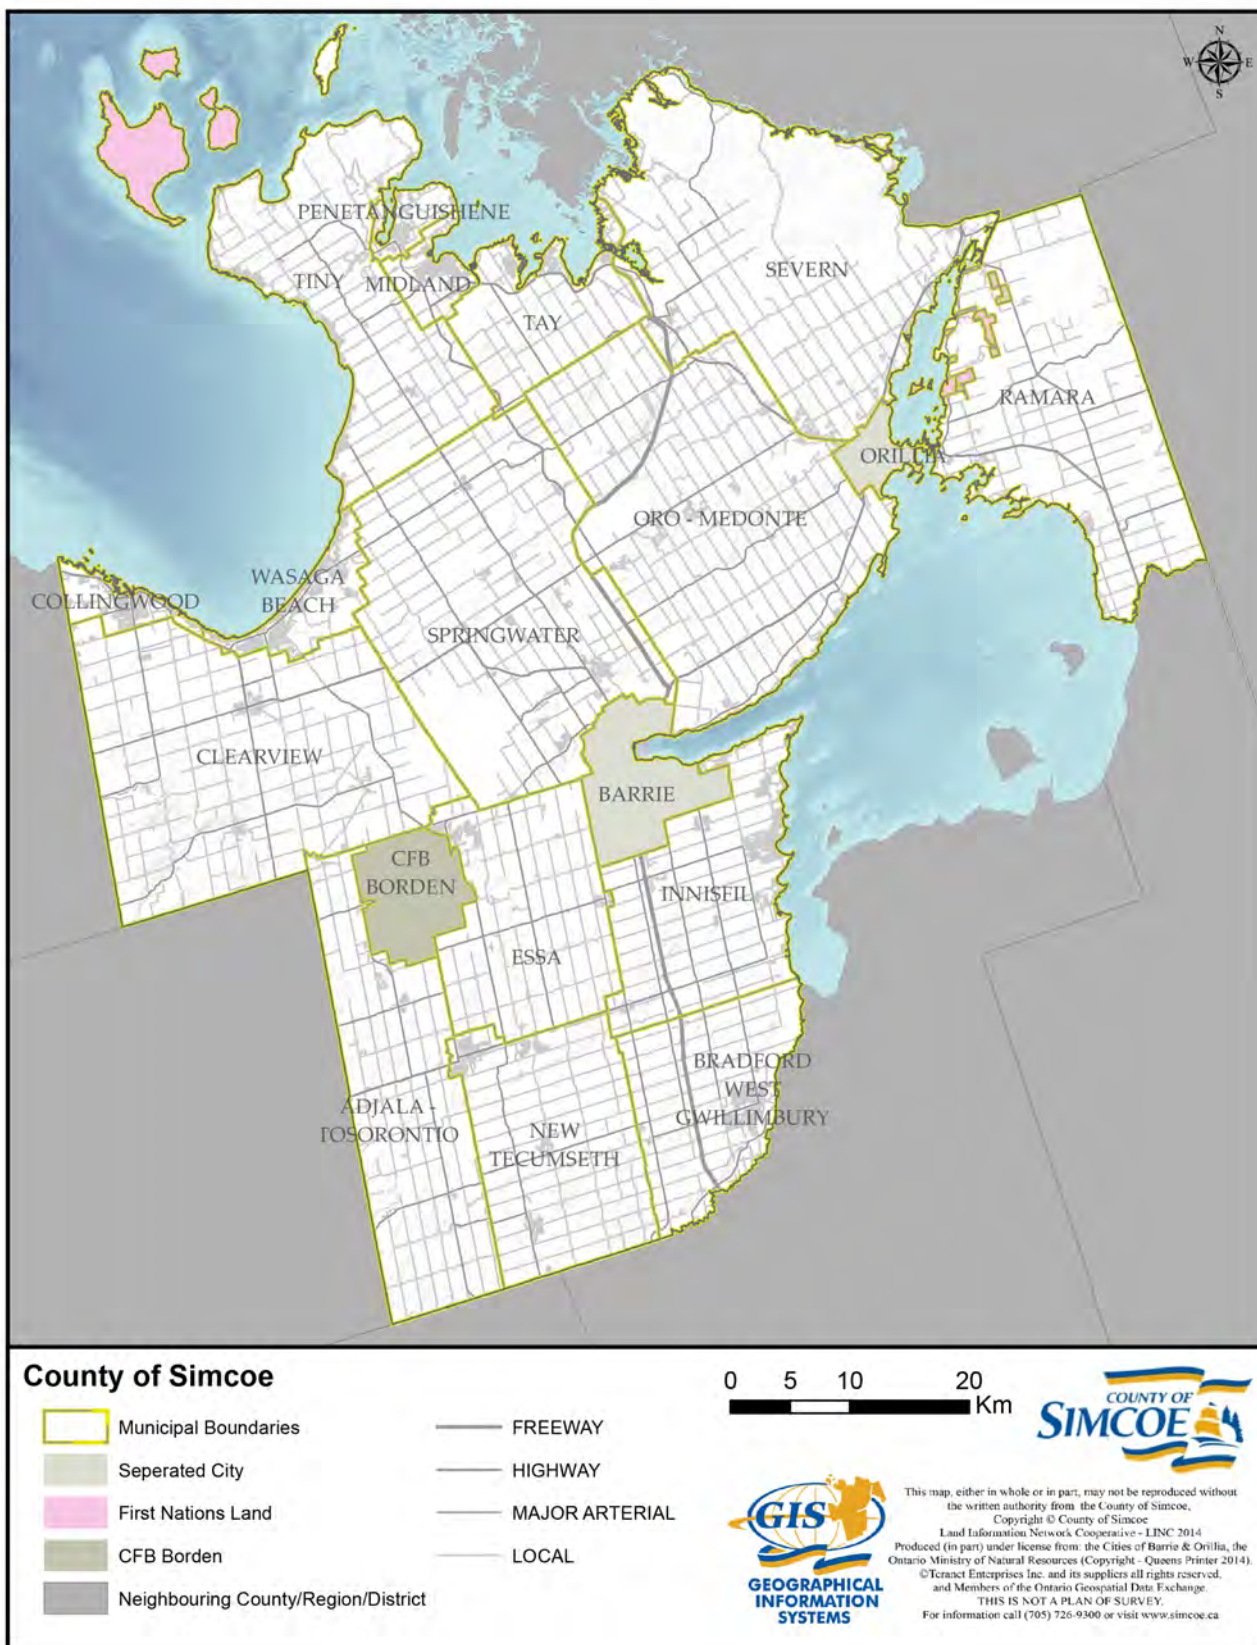 N
W E
S
PENETANGUISHENE
TINY
MIDLAND
TAY
SEVERN
RAMARA
ORILLIA
ORO - MEDONTE
WASAGA
BEACH
COLLINGWOOD
SPRINGWATER
CLEARVIEW
BARRIE
CFB
BORDEN
INNISFIL
ESSA
BRADFORD
WEST
GWILLIMBURY
ADJALA -
TOSORONTIO
NEW
TECUMSETH
County of Simcoe
Municipal Boundaries
Seperated City
First Nations Land
CFB Borden
Neighbouring County/Region/District
FREEWAY
HIGHWAY
MAJOR ARTERIAL
LOCAL
0 5 10 20
Km
COUNTY OF
SIMCOE
GIS
GEOGRAPHICAL
INFORMATION
SYSTEMS
This map, either in whole or in part, may not be reproduced without
the written authority from the County of Simcoe,
Copyright © County of Simcoe
Land Information Network Cooperative - LINC 2014
Produced (in part) under license from: the Cities of Barrie & Orillia, the
Ontario Ministry of Natural Resources (Copyright - Queens Printer 2014).
©Teranet Enterprises Inc. and its suppliers all rights reserved.
and Members of the Ontario Geospatial Data Exchange.
THIS IS NOT A PLAN OF SURVEY.
For information call (705) 726-9300 or visit www.simcoe.ca